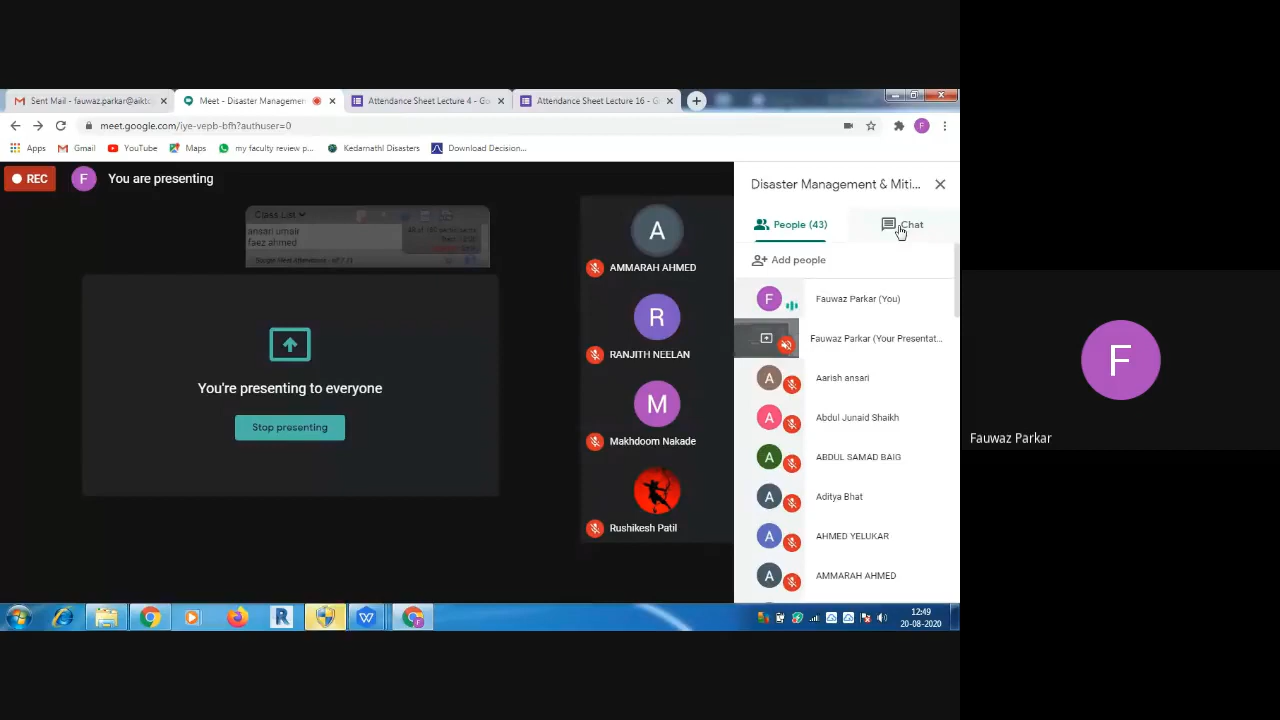 Sent Mail - fauwaz.parkar@aiktc
Meet - Disaster Management
Attendance Sheet Lecture 4 - Go
Attendance Sheet Lecture 16 - G
meet.google.com/iye-vepb-bfh?authuser=0
F
Apps
Gmail
YouTube
Maps
my faculty review p...
Kedarnathl Disasters
Download Decision...
REC
F
You are presenting
Class List
ansari umair
faez ahmed
You're presenting to everyone
Stop presenting
A
AMMARAH AHMED
R
RANJITH NEELAN
M
Makhdoom Nakade
Rushikesh Patil
Disaster Management & Miti...
People (43)
Chat
Add people
F
Fauwaz Parkar (You)
Fauwaz Parkar (Your Presentat...
A
Aarish ansari
A
Abdul Junaid Shaikh
A
ABDUL SAMAD BAIG
A
Aditya Bhat
A
AHMED YELUKAR
A
AMMARAH AHMED
R
W
12:49
20-08-2020
F
Fauwaz Parkar